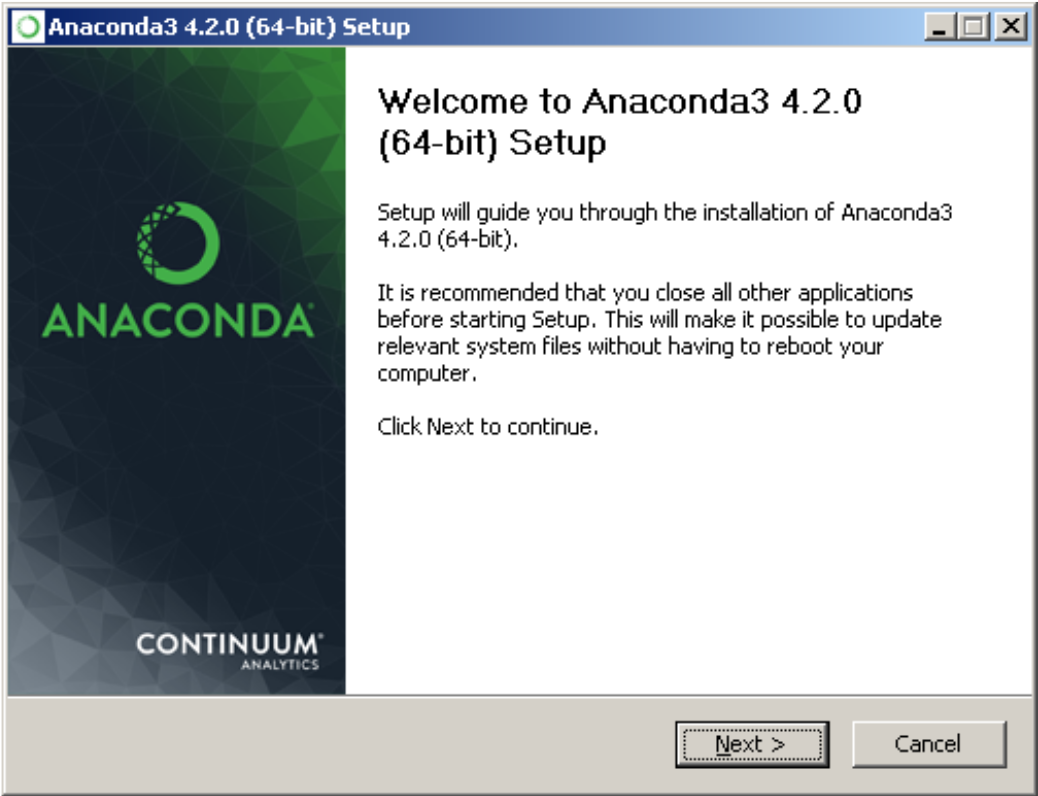 Anaconda3 4.2.0 (64-bit) Setup
Welcome to Anaconda3 4.2.0
(64-bit) Setup
Setup will guide you through the installation of Anaconda3
4.2.0 (64-bit).
It is recommended that you close all other applications
before starting Setup. This will make it possible to update
relevant system files without having to reboot your
computer.
Click Next to continue.
ANACONDA
CONTINUUM®
ANALYTICS
Next >
Cancel